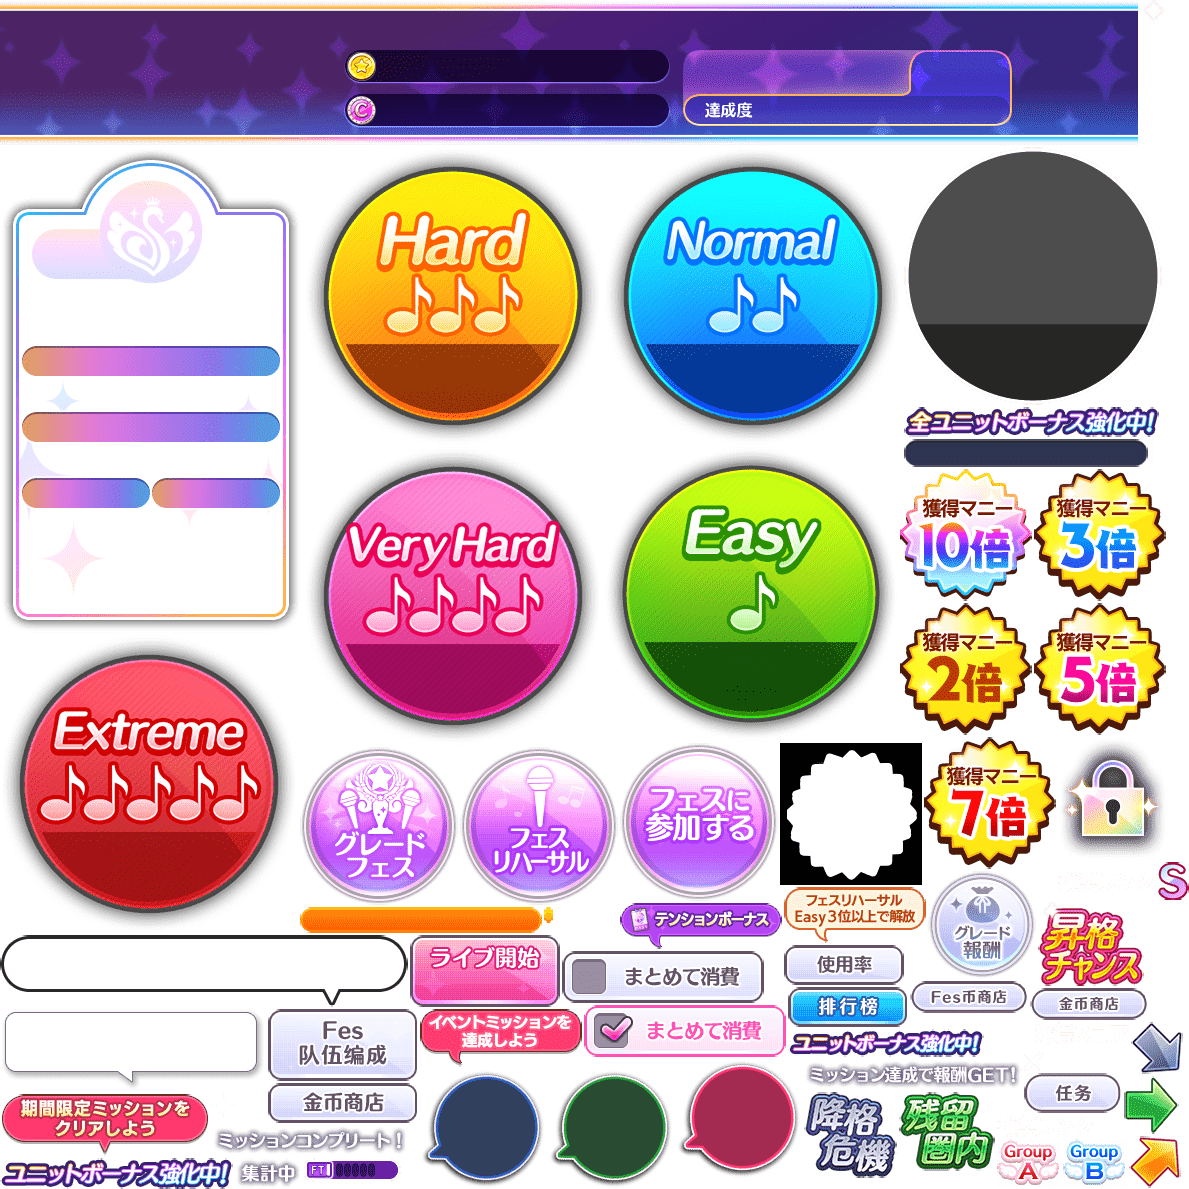 達成度
Hard
Normal
全ユニットボーナス強化中!
獲得マニー
10倍
獲得マニー
3倍
Very Hard
Easy
獲得マニー
2倍
獲得マニー
5倍
Extreme
グレード
フェス
フェス
リハーサル
フェスに
参加する
獲得マニー
7倍
S
フェスリハーサル
Easy3位以上で解放
テンションボーナス
グレード
報酬
昇格
チャンス
ライブ開始
まとめて消費
使用率
排行榜
Fes币商店
金币商店
Fes
队伍编成
イベントミッションを
達成しよう
まとめて消費
ユニットボーナス強化中!
ミッション達成で報酬GET!
任务
金币商店
期間限定ミッションを
クリアしよう
ミッションコンプリート!
降格
危機
残留
圏内
Group
A
Group
B
ユニットボーナス強化中!
集計中
FT